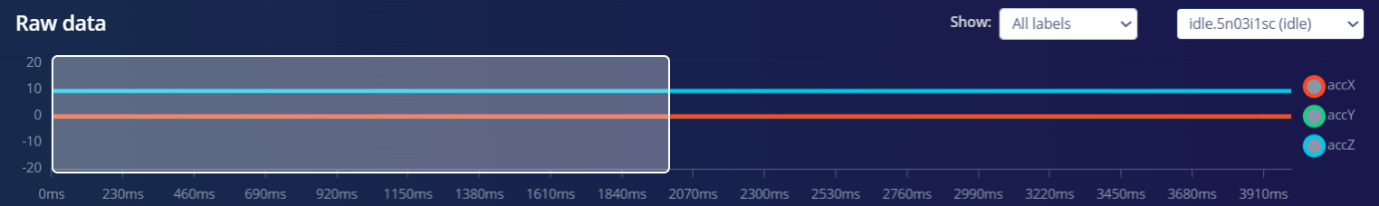 Raw data
Show: All labels idle.5n03i1sc (idle)
20
10
0
-10
-20
accX
accY
accZ
0ms 230ms 460ms 690ms 920ms 1150ms 1380ms 1610ms 1840ms 2070ms 2300ms 2530ms 2760ms 2990ms 3220ms 3450ms 3680ms 3910ms